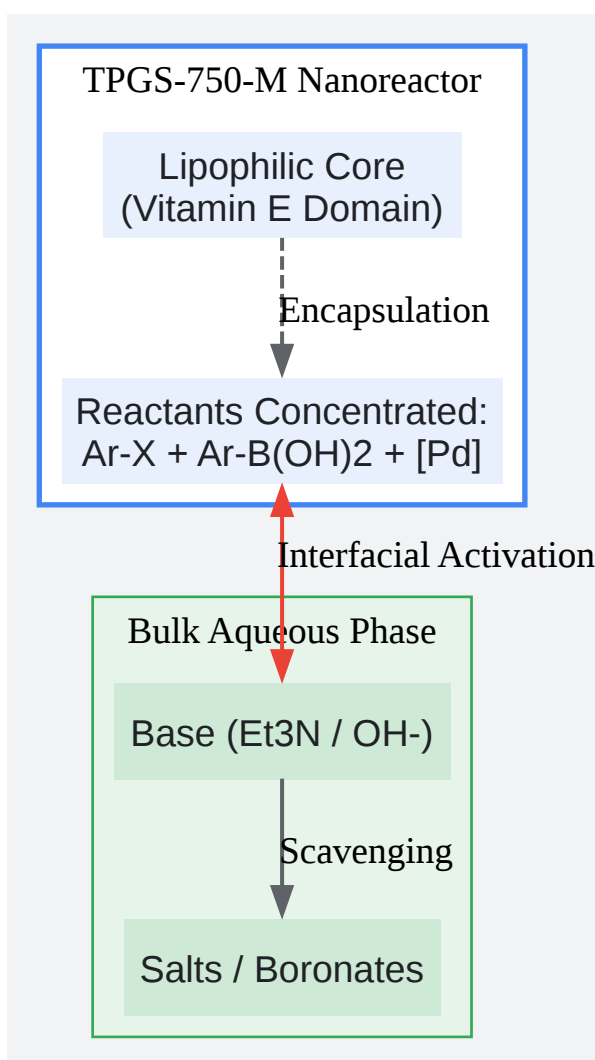 TPGS-750-M Nanoreactor
Lipophilic Core
(Vitamin E Domain)
Encapsulation
Reactants Concentrated:
Ar-X + Ar-B(OH)2 + [Pd]
Interfacial Activation
Bulk Aqueous Phase
Base (Et3N / OH-)
Scavenging
Salts / Boronates